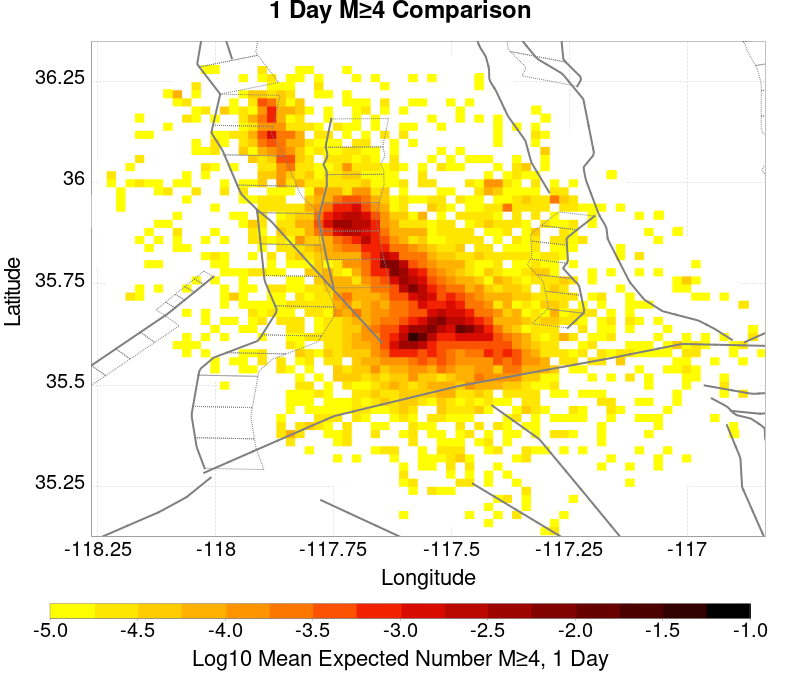 1 Day M≥4 Comparison
36.25
36
35.75
35.5
35.25
Latitude
-118.25 -118 -117.75 -117.5 -117.25 -117
Longitude
-5.0 -4.5 -4.0 -3.5 -3.0 -2.5 -2.0 -1.5 -1.0
Log10 Mean Expected Number M≥4, 1 Day